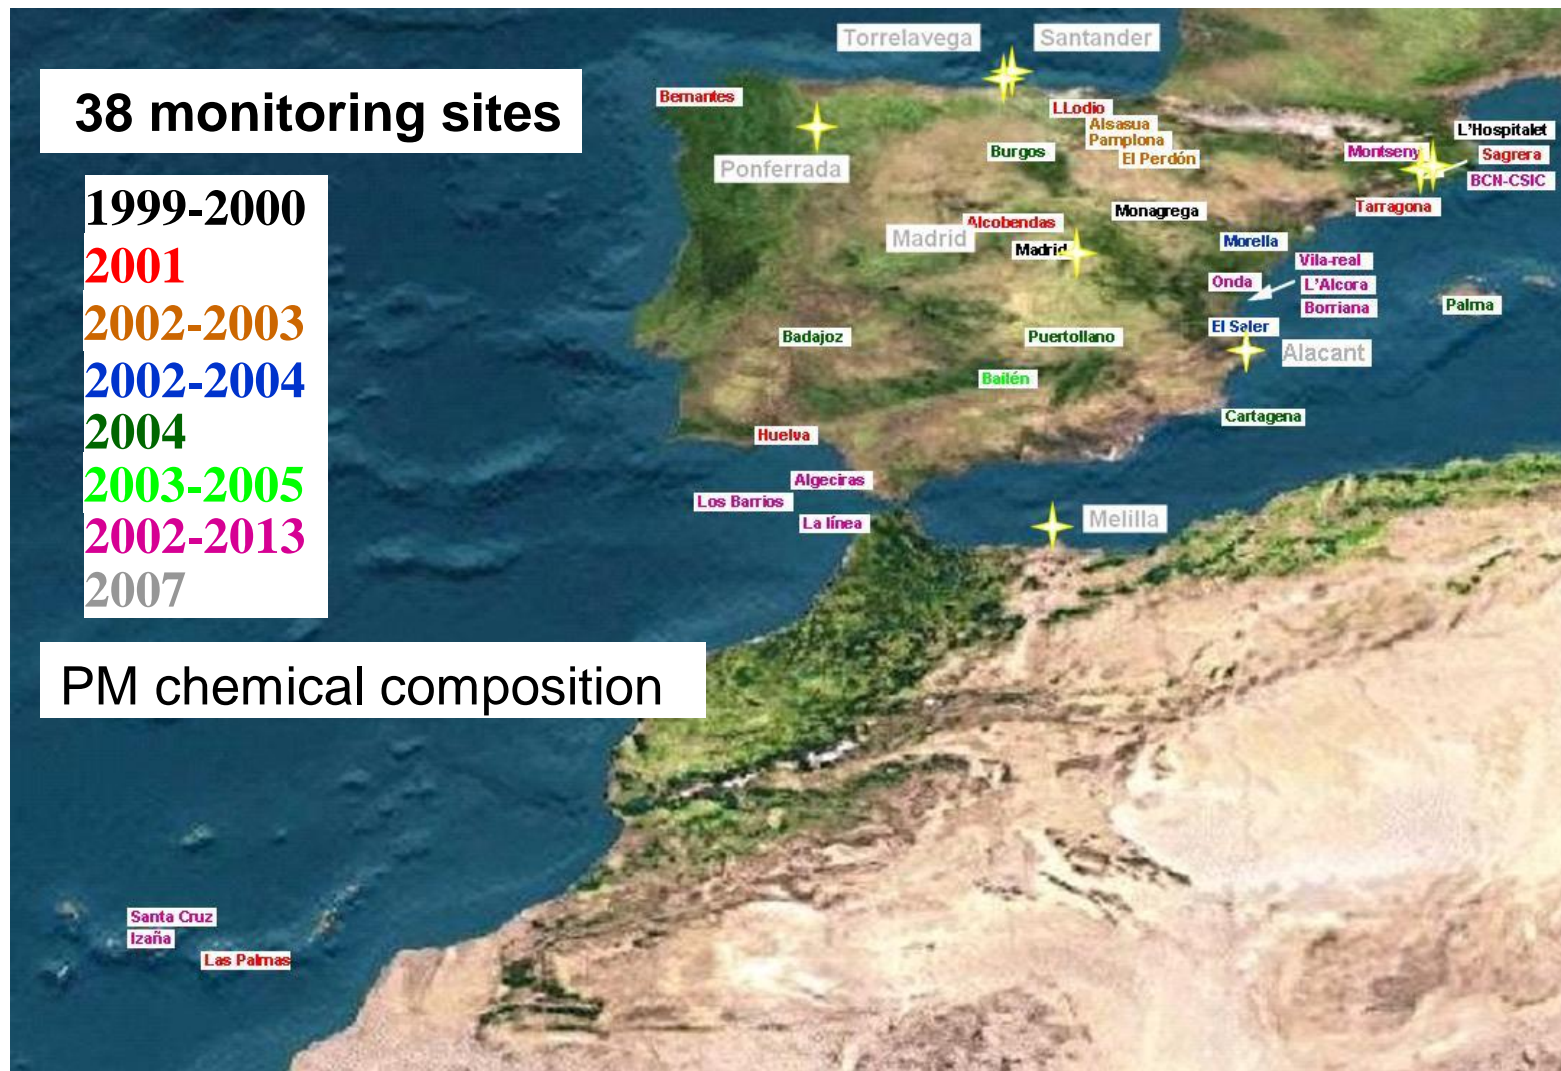 38 monitoring sites
1999-2000
2001
2002-2003
2002-2004
2004
2003-2005
2002-2013
2007
PM chemical composition
Torrelavega
Santander
Bernantes
Ponferrada
LLodio
Alsasua
Pamplona
El Perdón
Burgos
L'Hospitalet
Montseny
Sagrera
BCN-CSIC
Tarragona
Monagrega
Alcobendas
Madrid
Madrid
Morella
Vila-real
Onda
L'Alcora
Borriana
Palma
El Saler
Alacant
Badajoz
Puertollano
Bailén
Cartagena
Huelva
Algeciras
Los Barrios
La línea
Melilla
Santa Cruz
Izaña
Las Palmas